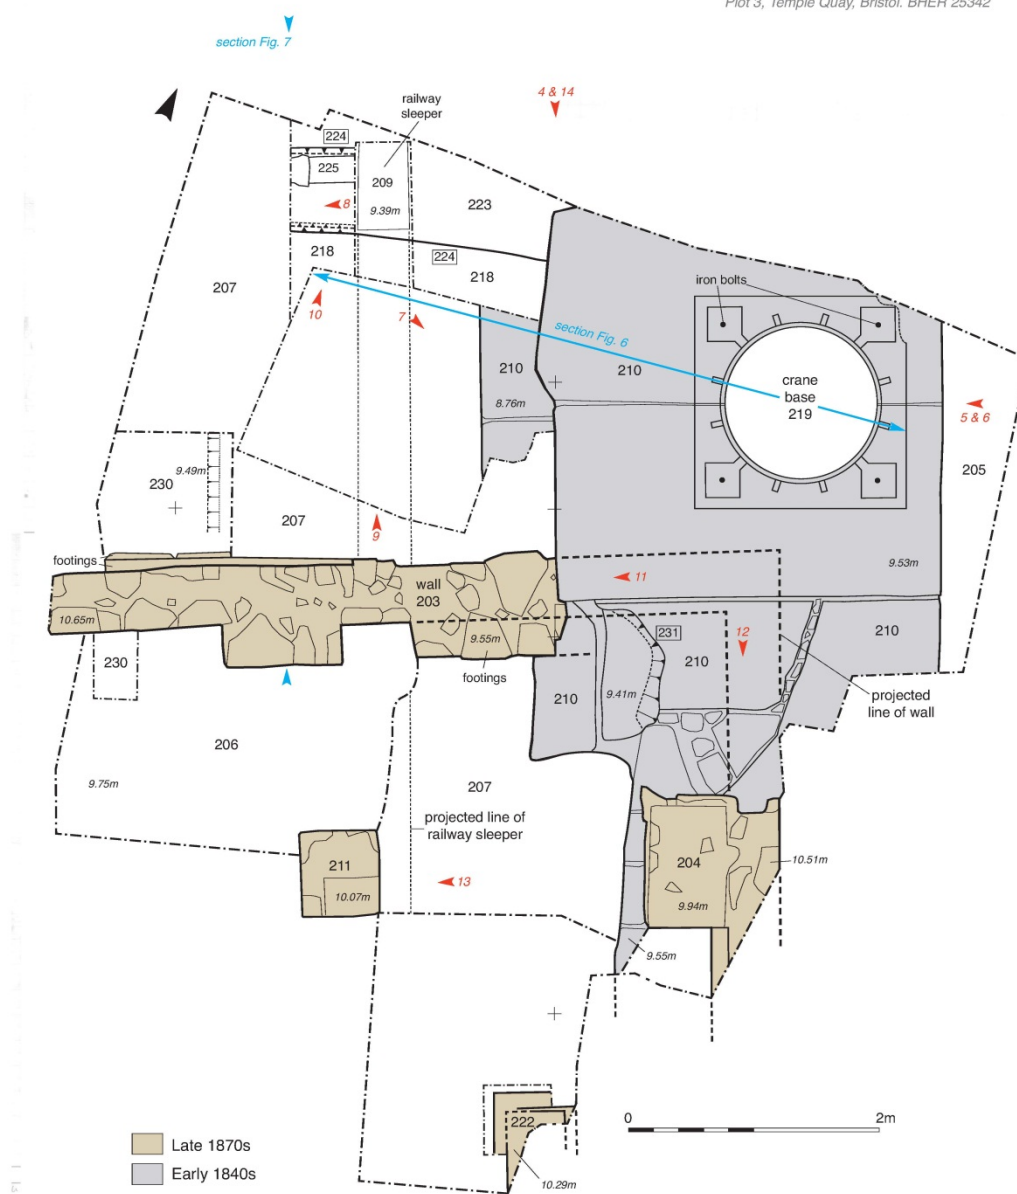 Plot 3, Temple Quay, Bristol. BHER 25342
section Fig. 7
4 & 14
railway
sleeper
224
225
209
9.39m
8
223
218
224
218
207
10
7
section Fig. 6
iron bolts
210
8.76m
210
crane
base
219
5 & 6
205
9.49m
230
207
9
footings
wall
203
11
9.53m
10.65m
9.55m
footings
231
12
210
210
230
210
9.41m
projected
line of wall
206
9.75m
207
projected line of
railway sleeper
211
10.07m
13
204
9.94m
10.51m
9.55m
222
10.29m
0
2m
Late 1870s
Early 1840s